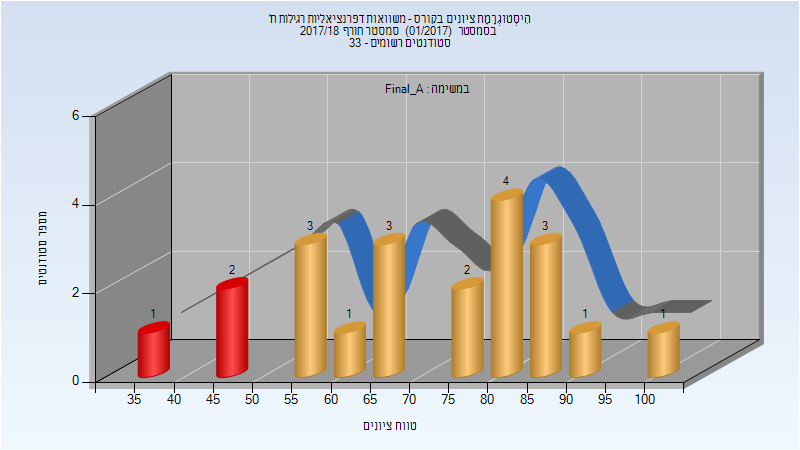 היסטוגרמת ציונים בקורס - משוואות דפרנציאליות רגילות ח'
בסמסטר (01/2017) סמסטר חורף 2017/18
סטודנטים רשומים - 33
במשימה : Final_A
מספר סטודנטים
6
4
2
0
1
2
3
1
3
2
4
3
1
1
35 40 45 50 55 60 65 70 75 80 85 90 95 100
טווח ציונים